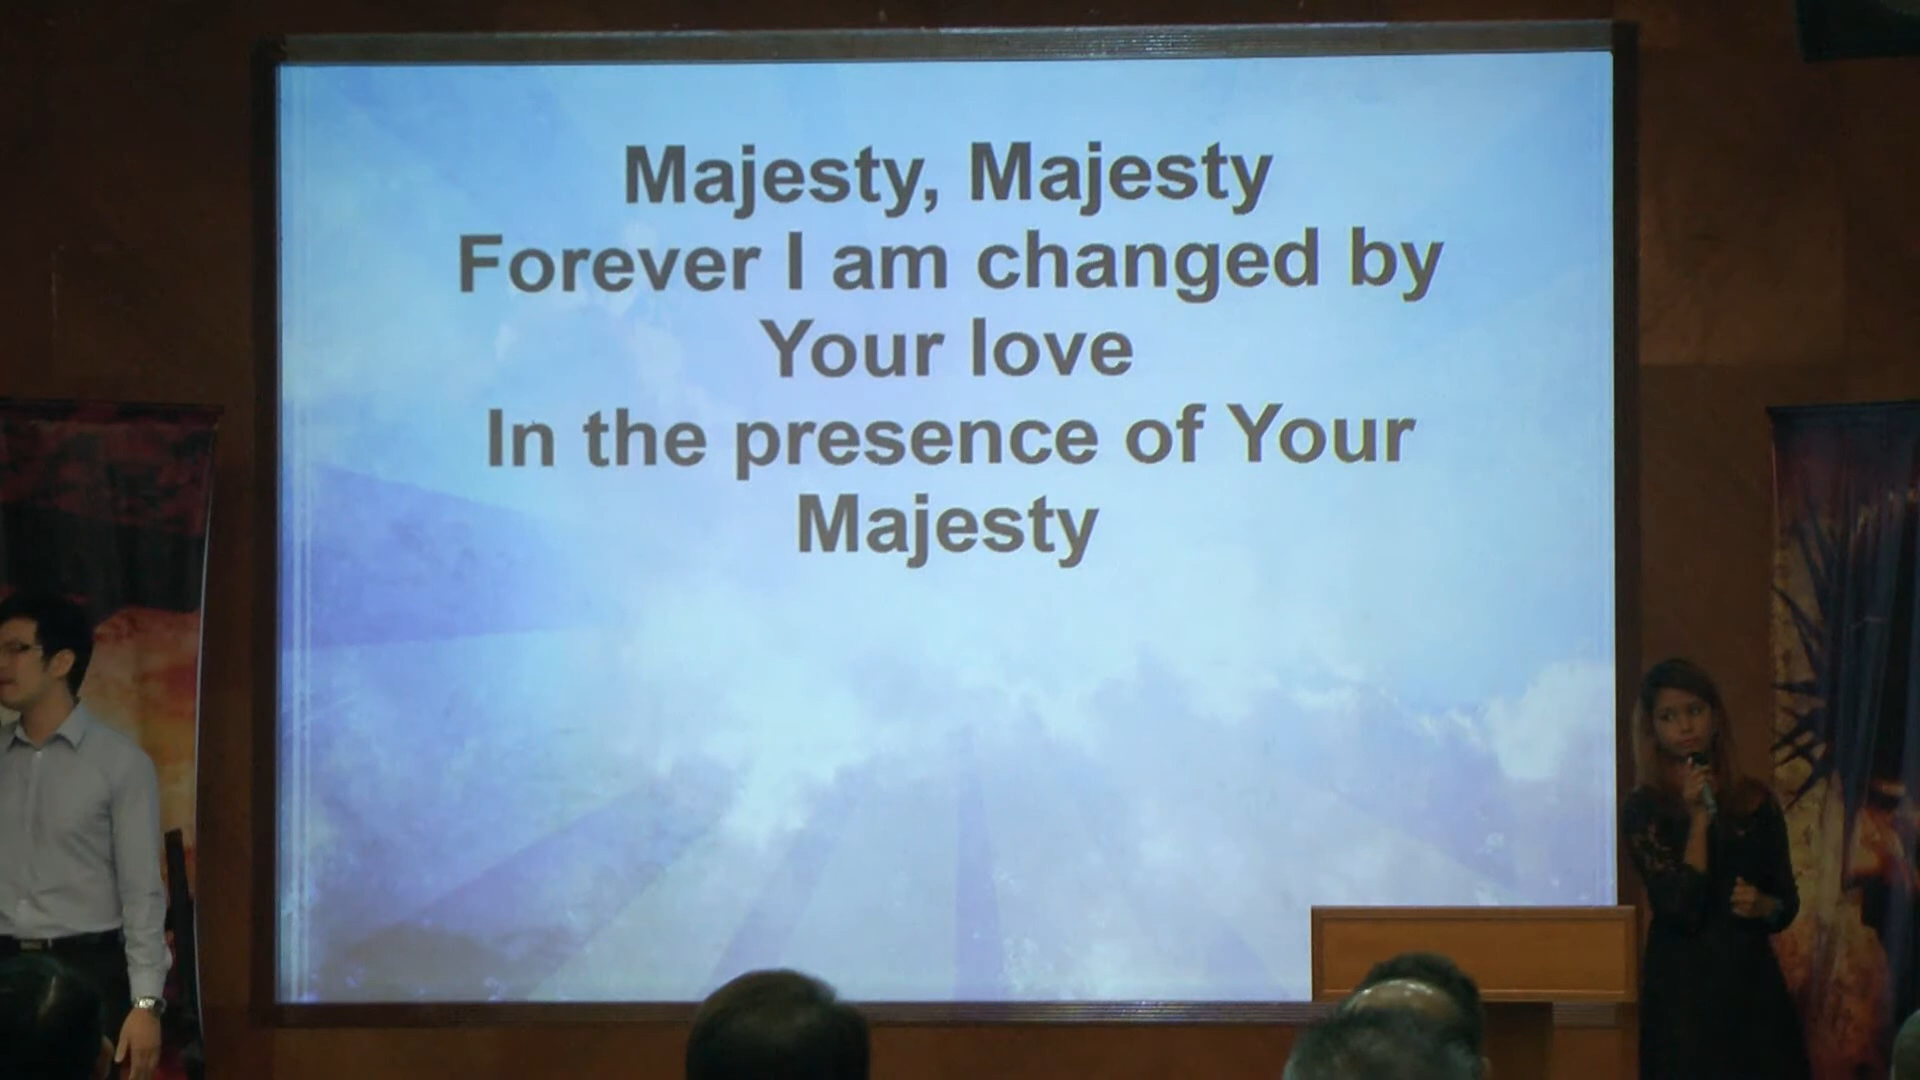 Majesty, Majesty
Forever I am changed by
Your love
In the presence of Your
Majesty